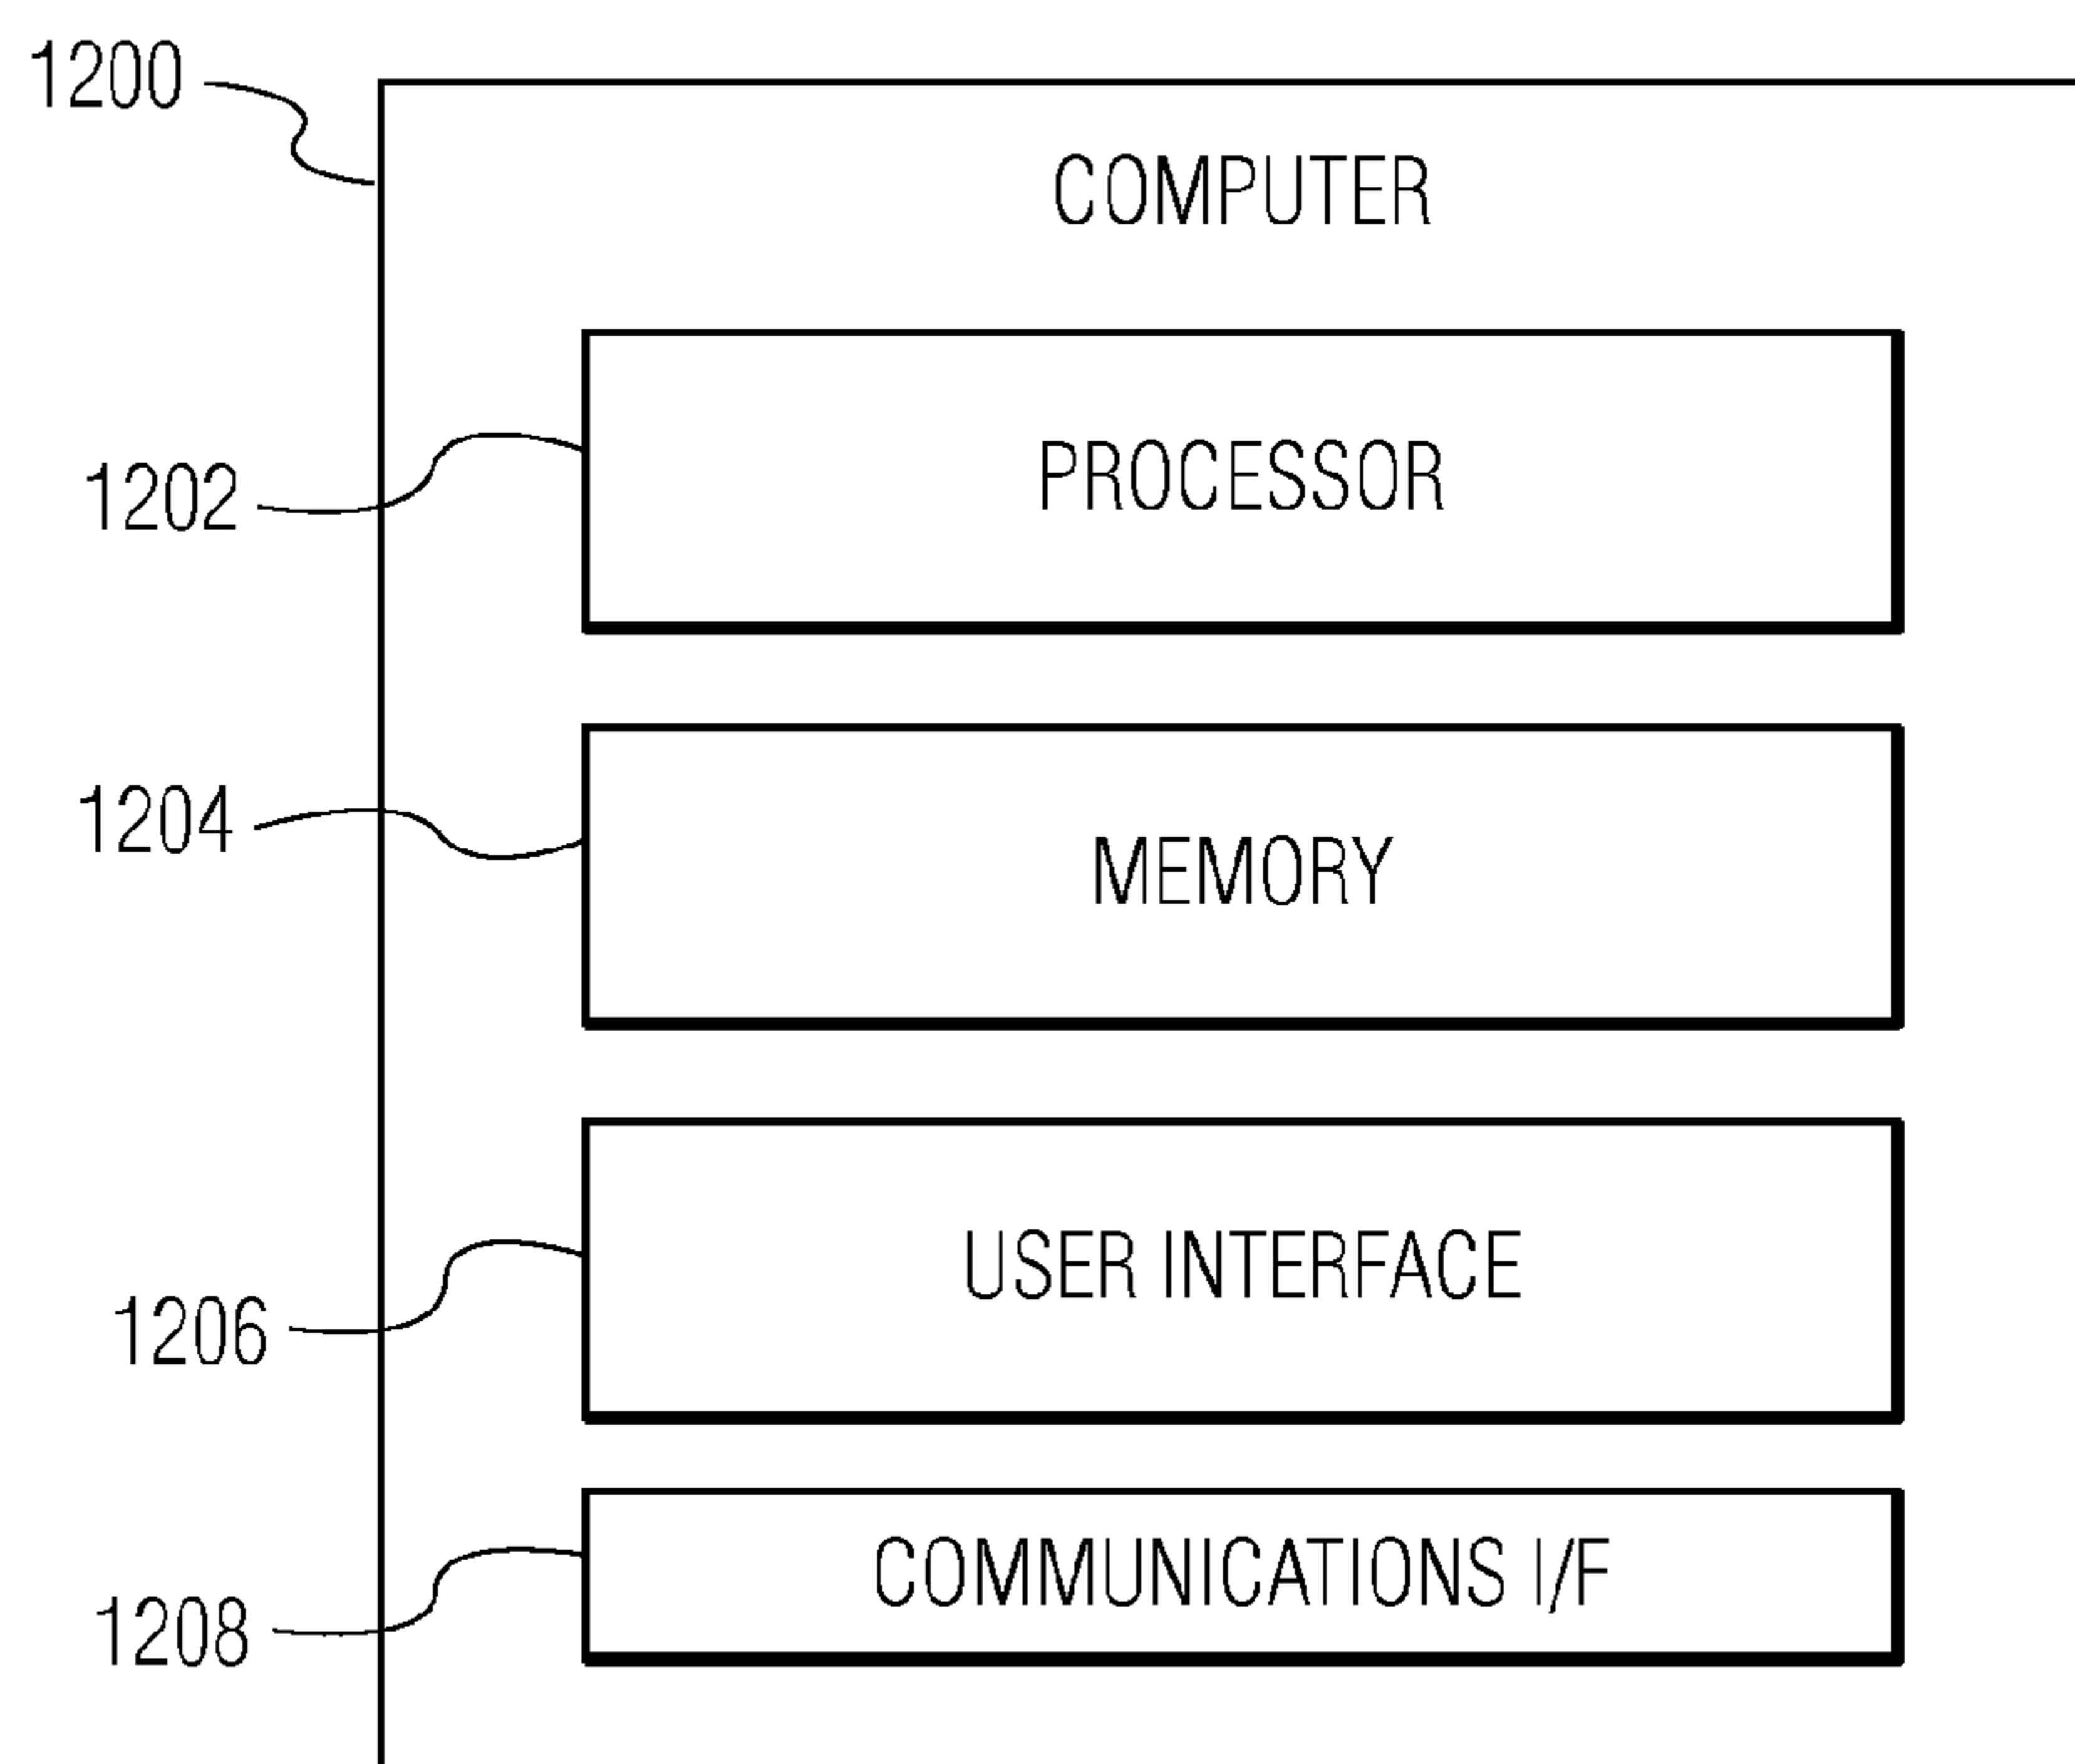 1200
COMPUTER
1202
PROCESSOR
1204
MEMORY
1206
USER INTERFACE
1208
COMMUNICATIONS I/F